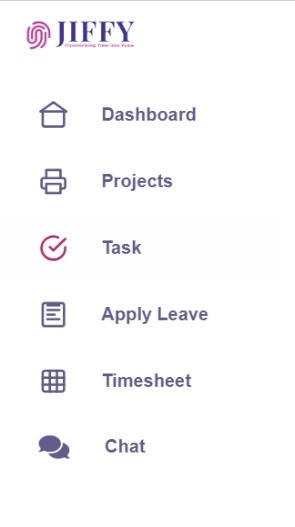 JIFFY
Transforming Time into Value
Dashboard
Projects
Task
Apply Leave
Timesheet
Chat